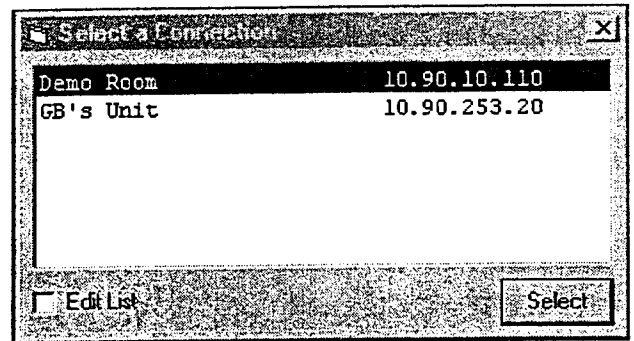 Select a Connection
Demo Room 10.90.10.110
GB's Unit 10.90.253.20
Edit List
Select